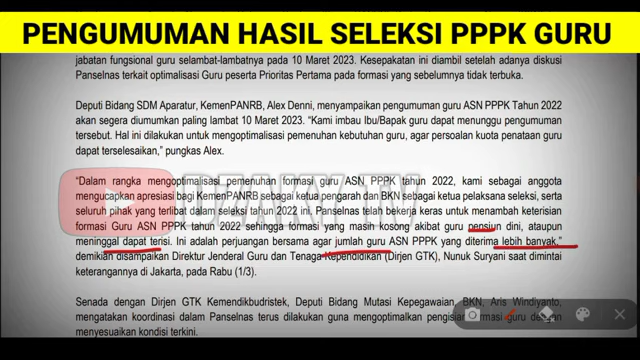 PENGUMUMAN HASIL SELEKSI PPPK GURU
jabatan fungsional guru selambat-lambatnya pada 10 Maret 2023. Kesepakatan ini diambil setelah adanya diskusi
Panselnas terkait optimalisasi Guru peserta Prioritas Pertama pada formasi yang sebelumnya tidak terbuka.
Deputi Bidang SDM Aparatur, KemenPANRB, Alex Denni, menyampaikan pengumuman guru ASN PPPK Tahun 2022
akan segera diumumkan paling lambat 10 Maret 2023. “Kami imbau Ibu/Bapak guru dapat menunggu pengumuman
tersebut. Hal ini dilakukan untuk mengoptimalisasi pemenuhan kebutuhan guru, agar persoalan kuota penataan guru
dapat terselesaikan,” pungkas Alex.
“Dalam rangka mengoptimalisasi pemenuhan formasi guru ASN PPPK tahun 2022, kami sebagai anggota
mengucapkan apresiasi bagi KemenPANRB sebagai ketua pengarah dan BKN sebagai ketua pelaksana seleksi, serta
seluruh pihak yang terlibat dalam seleksi tahun 2022 ini. Panselnas telah bekerja keras untuk menambah keterisian
formasi Guru ASN PPPK tahun 2022 sehingga formasi yang masih kosong akibat guru pensiun dini, ataupun
meninggal dapat terisi. Ini adalah perjuangan bersama agar jumlah guru ASN PPPK yang diterima lebih banyak,”
demikian disampaikan Direktur Jenderal Guru dan Tenaga Kependidikan (Dirjen GTK), Nunuk Suryani saat dimintai
keterangannya di Jakarta, pada Rabu (1/3).
Senada dengan Dirjen GTK Kemendikbudristek, Deputi Bidang Mutasi Kepegawaian, BKN, Aris Windiyanto,
mengatakan koordinasi dalam Panselnas terus dilakukan guna mengoptimalkan pengisian formasi guru dengan
menyesuaikan kondisi terkini.